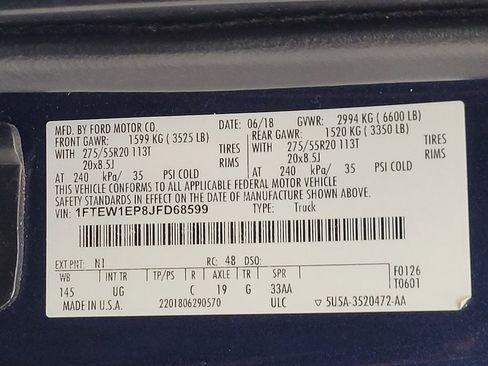 MFD. BY FORD MOTOR CO. DATE: 06/18 GVWR: 2994 KG ( 6600 LB)
FRONT GAWR: 1599 KG ( 3525 LB) REAR GAWR: 1520 KG ( 3350 LB)
WITH 275/55R20 113T TIRES WITH 275/55R20 113T TIRES
20x8.5J RIMS 20x8.5J RIMS
AT 240 kPa/ 35 PSI COLD AT 240 kPa/ 35 PSI COLD
THIS VEHICLE CONFORMS TO ALL APPLICABLE FEDERAL MOTOR VEHICLE
SAFETY STANDARDS IN EFFECT ON THE DATE OF MANUFACTURE SHOWN ABOVE.
VIN: 1FTEW1EP8JFD68599 TYPE: Truck
EXT PNT: N1 RC: 48 DSO:
WB INT TR TP/PS R AXLE TR SPR F0126
145 UG C 19 G 33AA T0601
MADE IN U.S.A. 2201806290570 ULC ▽ 5U5A-3520472-AA